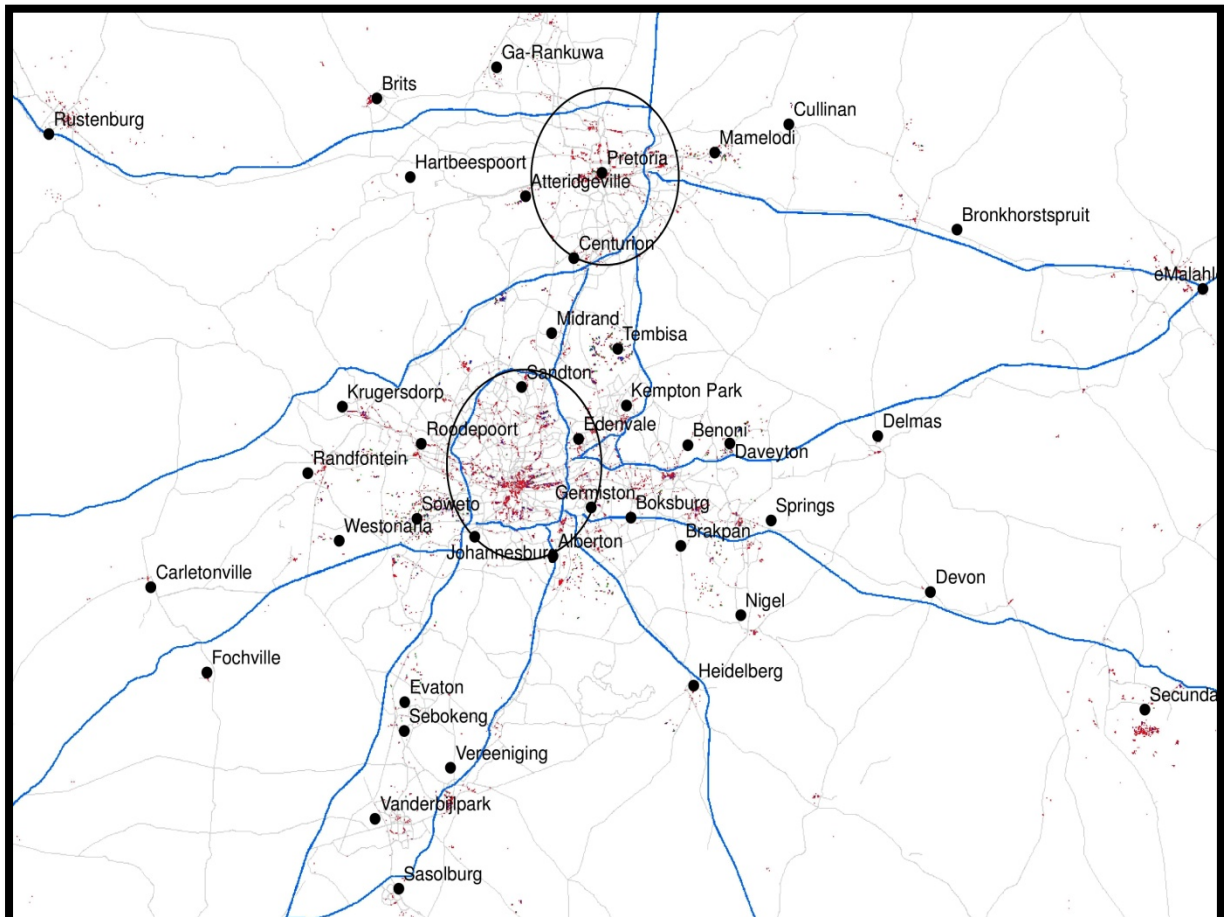 Ga-Rankuwa
Brits
Cullinan
Rustenburg
Mamelodi
Pretoria
Hartbeespoort
Atteridgeville
Bronkhorstspruit
Centurion
eMalahle
Midrand
Tembisa
Sandton
Krugersdorp
Kempton Park
Roodepoort
Edenvale
Benoni
Delmas
Daveyton
Randfontein
Germiston
Soweto
Boksburg
Springs
Westonaria
Johannesburg
Alberton
Brakpan
Carletonville
Devon
Nigel
Fochville
Heidelberg
Evaton
Secunda
Sebokeng
Vereeniging
Vanderbijlpark
Sasolburg